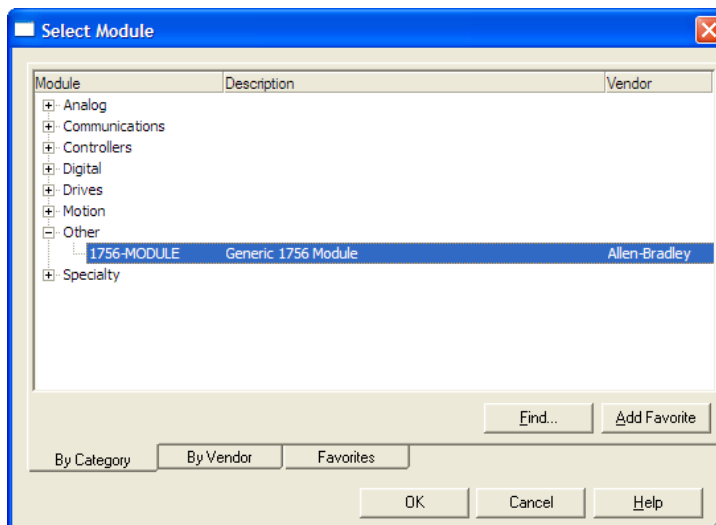 Select Module
Module Description Vendor
Analog
Communications
Controllers
Digital
Drives
Motion
Other
1756-MODULE Generic 1756 Module Allen-Bradley
Specialty
Find... Add Favorite
By Category By Vendor Favorites
OK Cancel Help